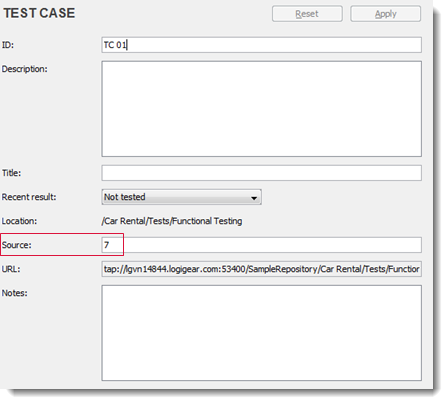 TEST CASE
Reset Apply
ID: TC 01
Description:
Title:
Recent result: Not tested
Location: /Car Rental/Tests/Functional Testing
Source: 7
URL: tap://lgvn14844.logigear.com:53400/SampleRepository/Car Rental/Tests/Function
Notes: